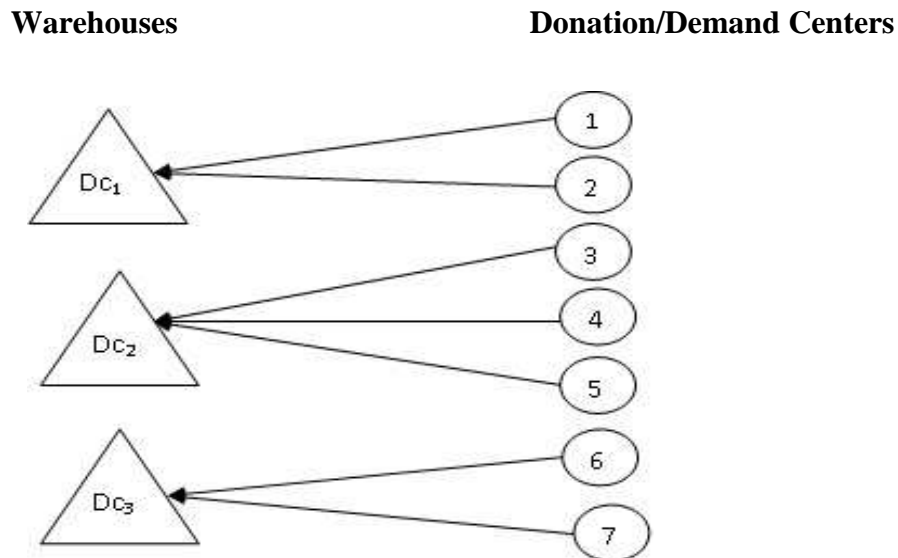 Warehouses Donation/Demand Centers
1
Dc₁
2
3
4
Dc₂
5
6
Dc₃
7